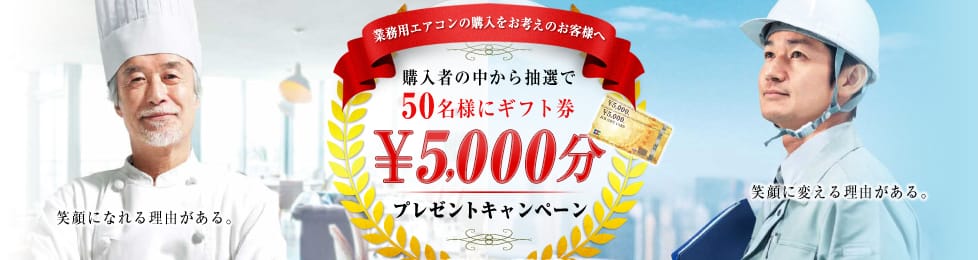 業務用エアコンの購入をお考えのお客様へ
購入者の中から抽選で
50名様にギフト券
¥5,000分
プレゼントキャンペーン
¥5,000
¥5,000
笑顔になれる理由がある。
笑顔に変える理由がある。